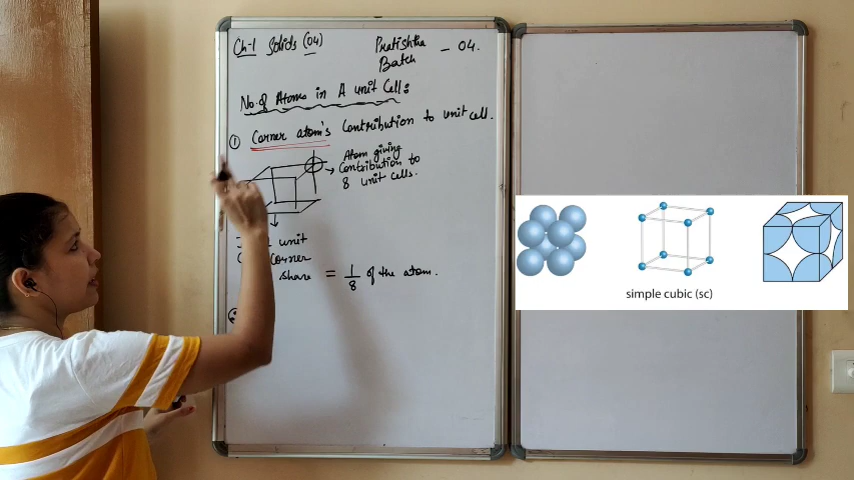 Ch-1 Solids (04)
Pratishtha
Batch - 04.
No. of Atoms in A unit Cell:
① Corner atom's Contribution to unit cell.
Atom giving
Contribution to
8 unit cells.
unit
corner
share = 1/8 of the atom.
simple cubic (sc)